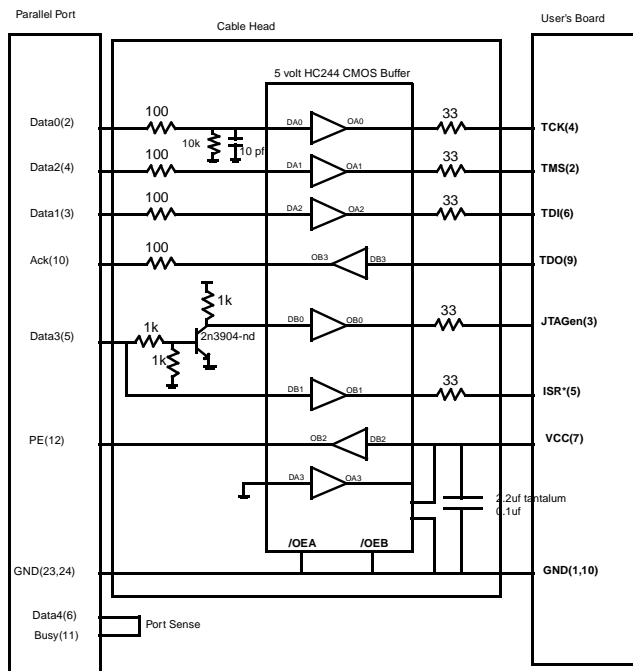 Parallel Port
Cable Head
User's Board
5 volt HC244 CMOS Buffer
Data0(2)
100
10k
10 pf
DA0
OA0
33
TCK(4)
Data2(4)
100
DA1
OA1
33
TMS(2)
Data1(3)
100
DA2
OA2
33
TDI(6)
Ack(10)
100
OB3
DB3
TDO(9)
1k
Data3(5)
1k
1k
2n3904-nd
DB0
OB0
33
JTAGen(3)
DB1
OB1
33
ISR*(5)
PE(12)
OB2
DB2
VCC(7)
DA3
OA3
2.2uf tantalum
0.1uf
/OEA
/OEB
GND(23,24)
GND(1,10)
Data4(6)
Busy(11)
Port Sense